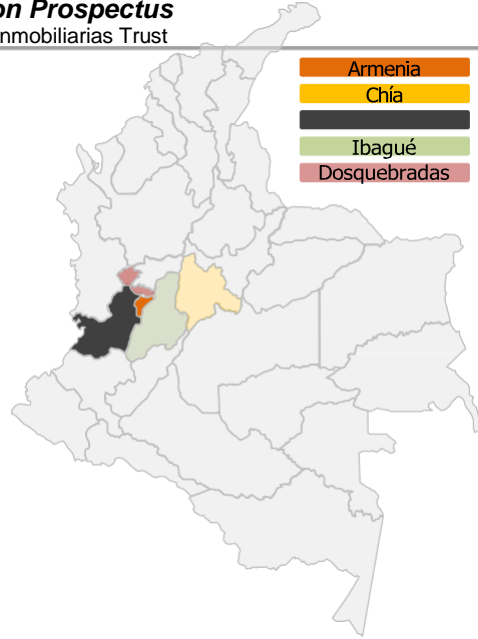 on Prospectus
nmobiliarias Trust
Armenia
Chía
Ibagué
Dosquebradas